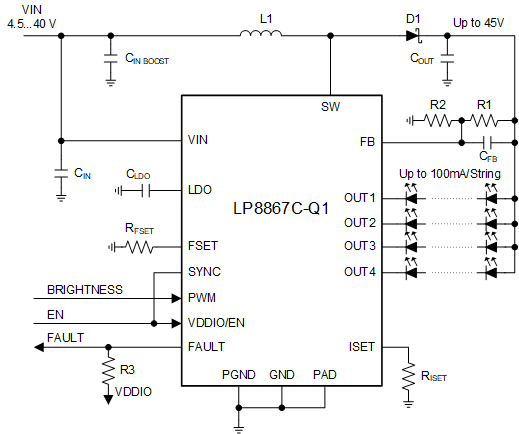 VIN
4.5...40 V
L1
D1
Up to 45V
CIN BOOST
COUT
SW
R2
R1
VIN
FB
CFB
CIN
CLDO
Up to 100mA/String
LDO
OUT1
LP8867C-Q1
RFSET
OUT2
FSET
OUT3
SYNC
OUT4
BRIGHTNESS
PWM
EN
VDDIO/EN
FAULT
FAULT
ISET
R3
PGND
GND
PAD
RISET
VDDIO